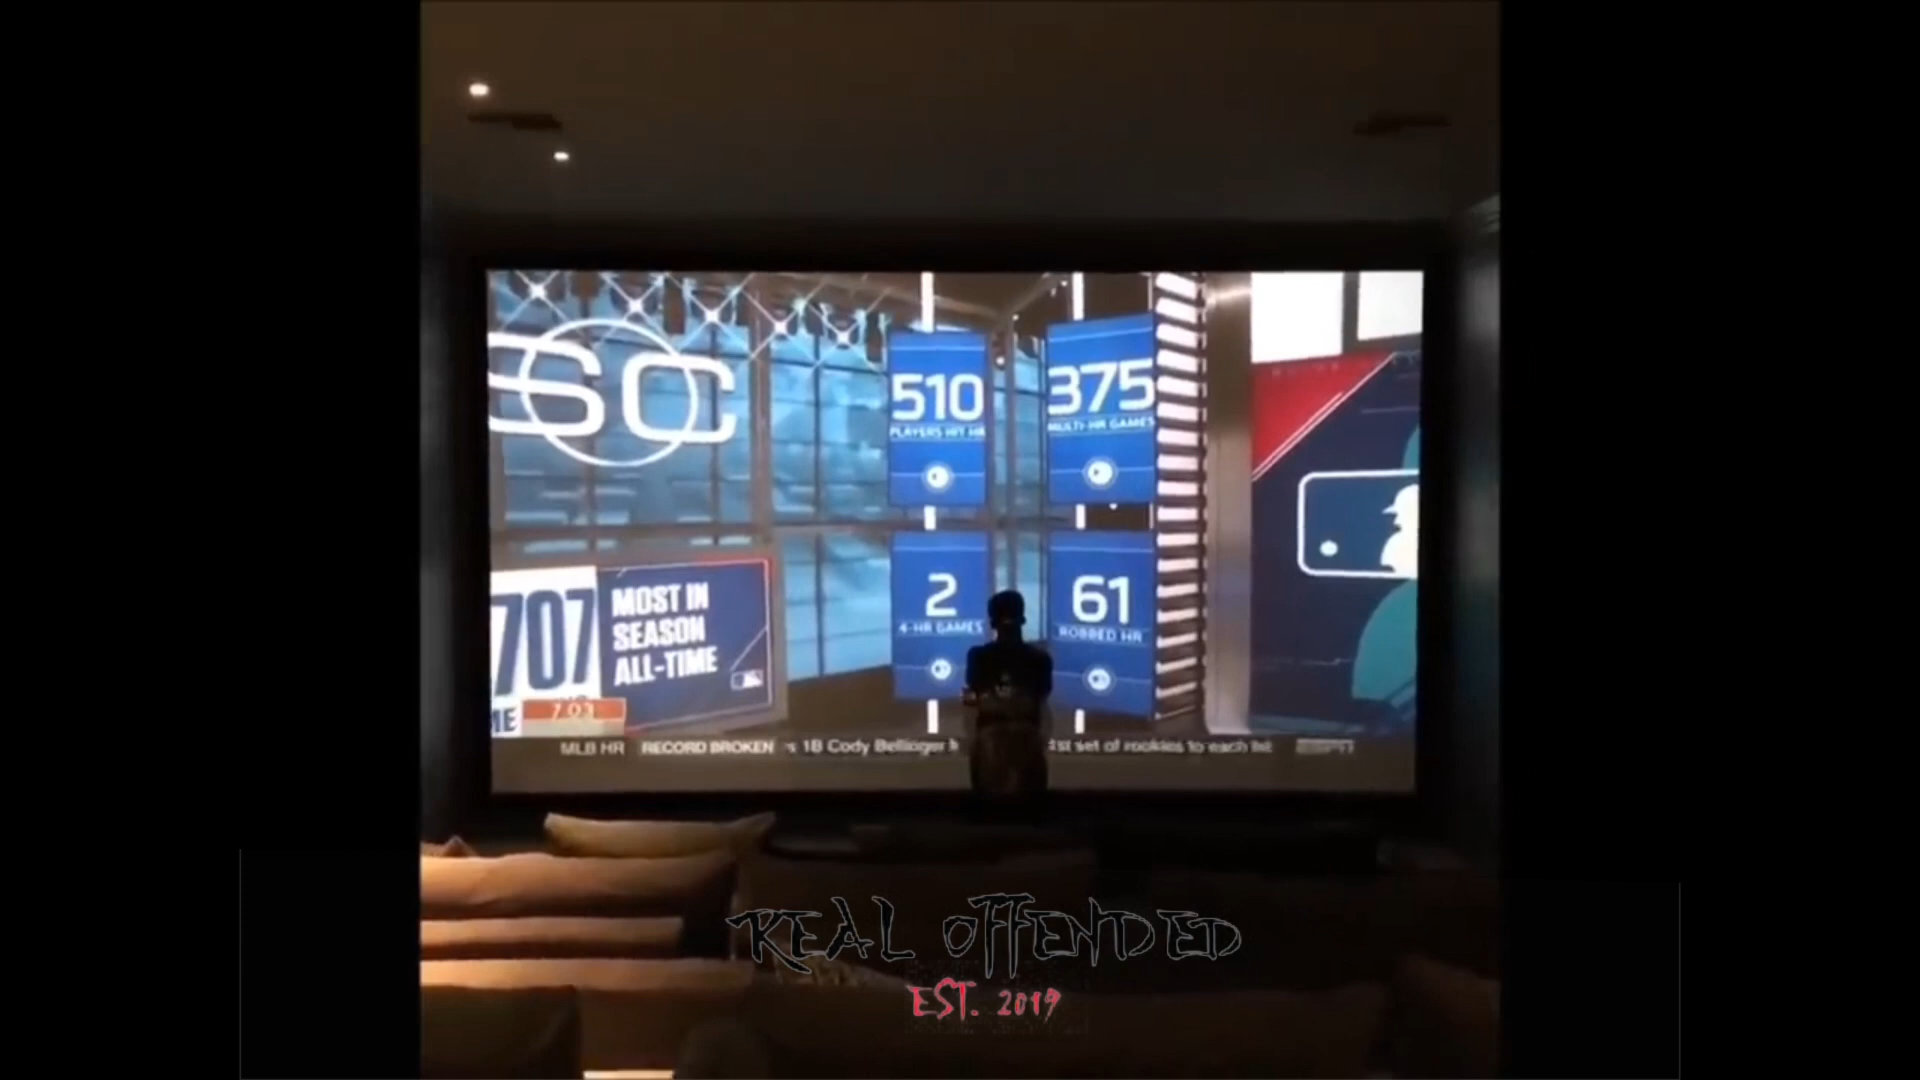 SC
510
PLAYERS HIT HR
375
MULTI-HR GAMES
2
4-HR GAMES
61
ROBBED HR
707
MOST IN
SEASON
ALL-TIME
7:03
MLB HR RECORD BROKEN 1B Cody Bellinger set of rookies to each hit ESPN
REAL OFFENDED
EST. 2019